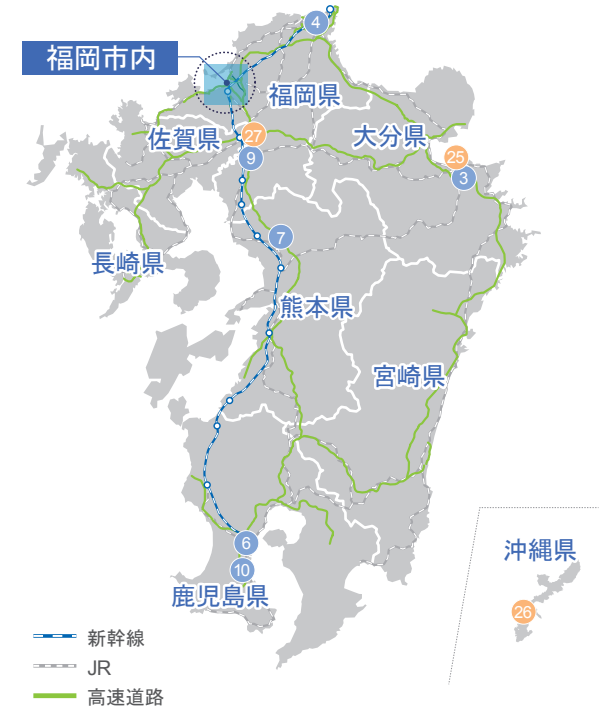 4
福岡市内
福岡県
佐賀県
27
大分県
9
25
3
7
長崎県
熊本県
宮崎県
6
10
鹿児島県
沖縄県
26
新幹線
JR
高速道路